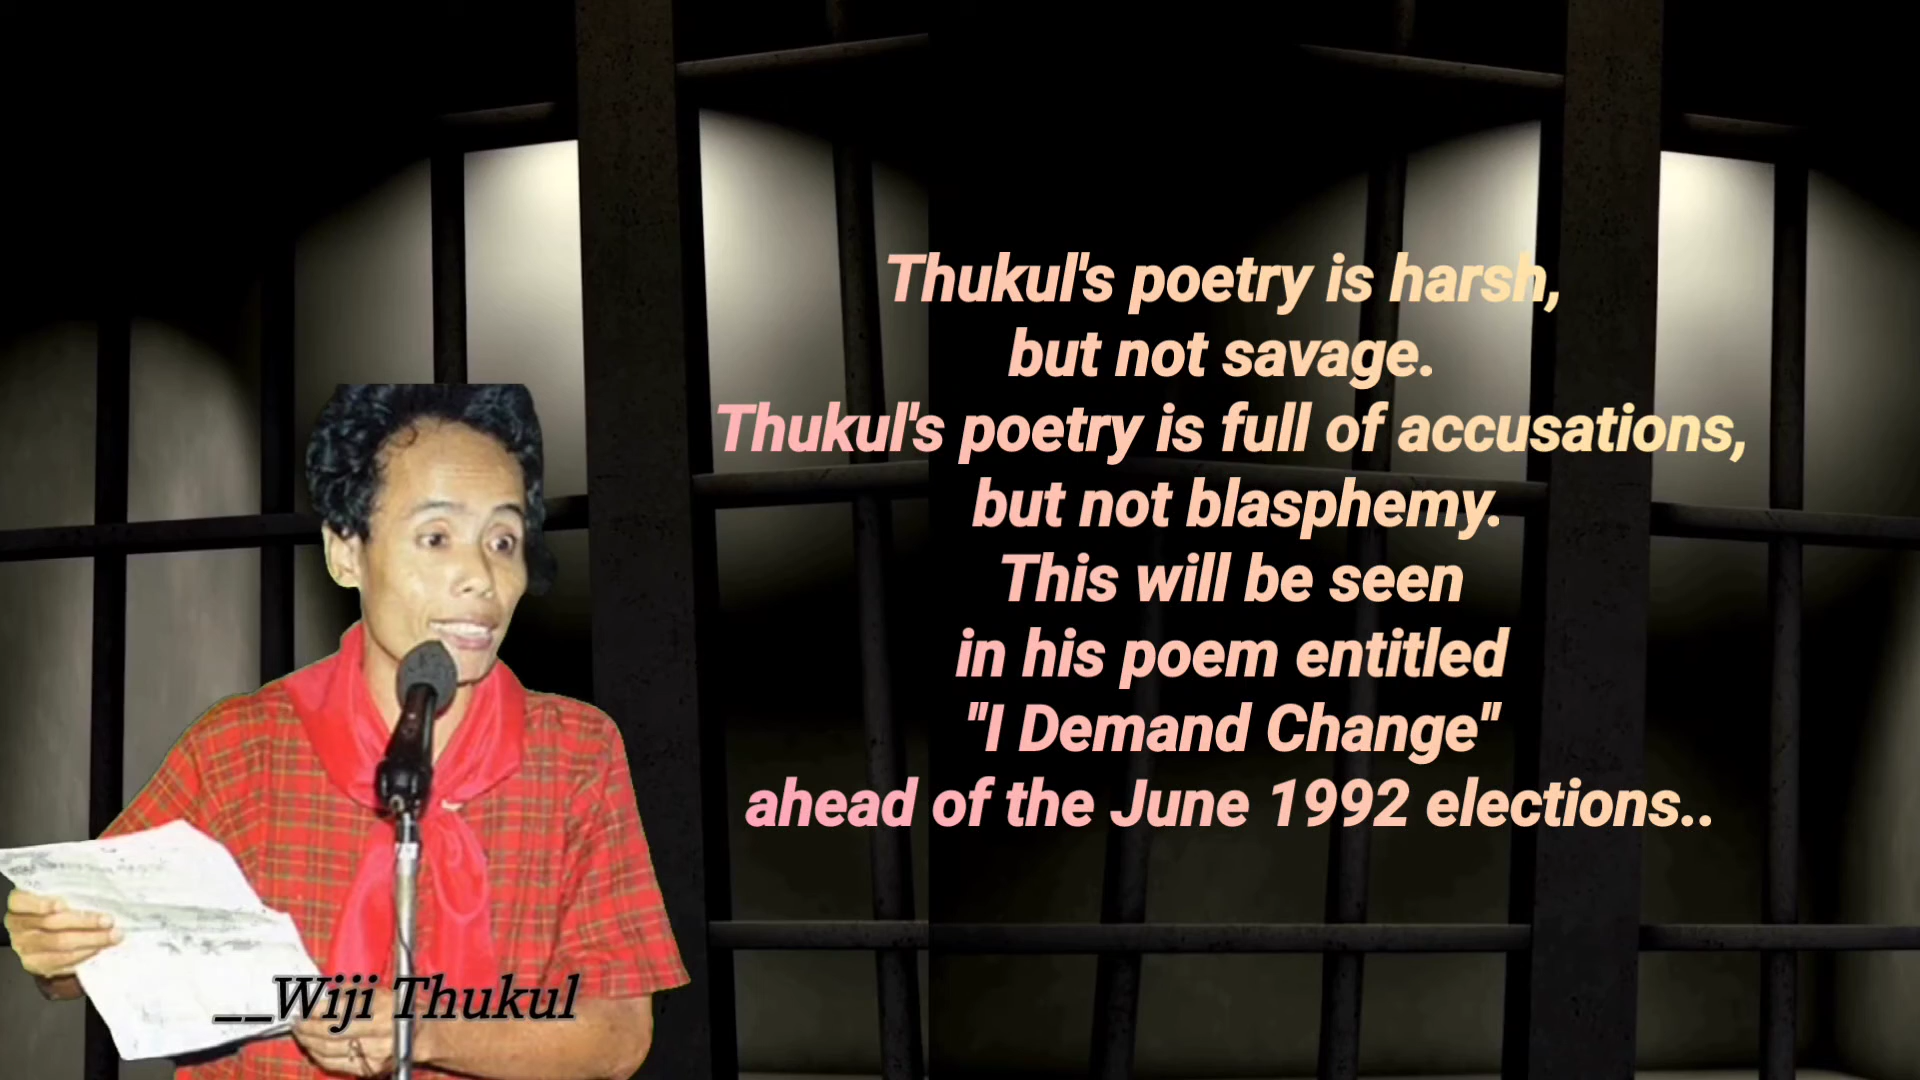 Thukul's poetry is harsh,
but not savage.
Thukul's poetry is full of accusations,
but not blasphemy.
This will be seen
in his poem entitled
"I Demand Change"
ahead of the June 1992 elections..
__Wiji Thukul